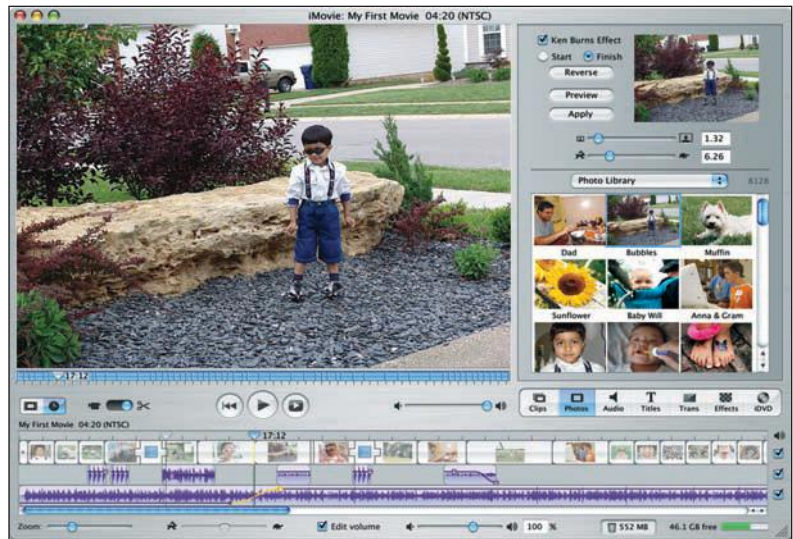 iMovie: My First Movie 04:20 (NTSC)
Ken Burns Effect
Start Finish
Reverse
Preview
Apply
1.32
6.26
Photo Library 8128
Dad Bubbles Muffin
Sunflower Baby Will Anna & Gram
17:12
Clips Photos Audio Titles Trans Effects iDVD
My First Movie 04:20 (NTSC)
17:12
Zoom: Edit volume 100 % 552 MB 46.1 GB free